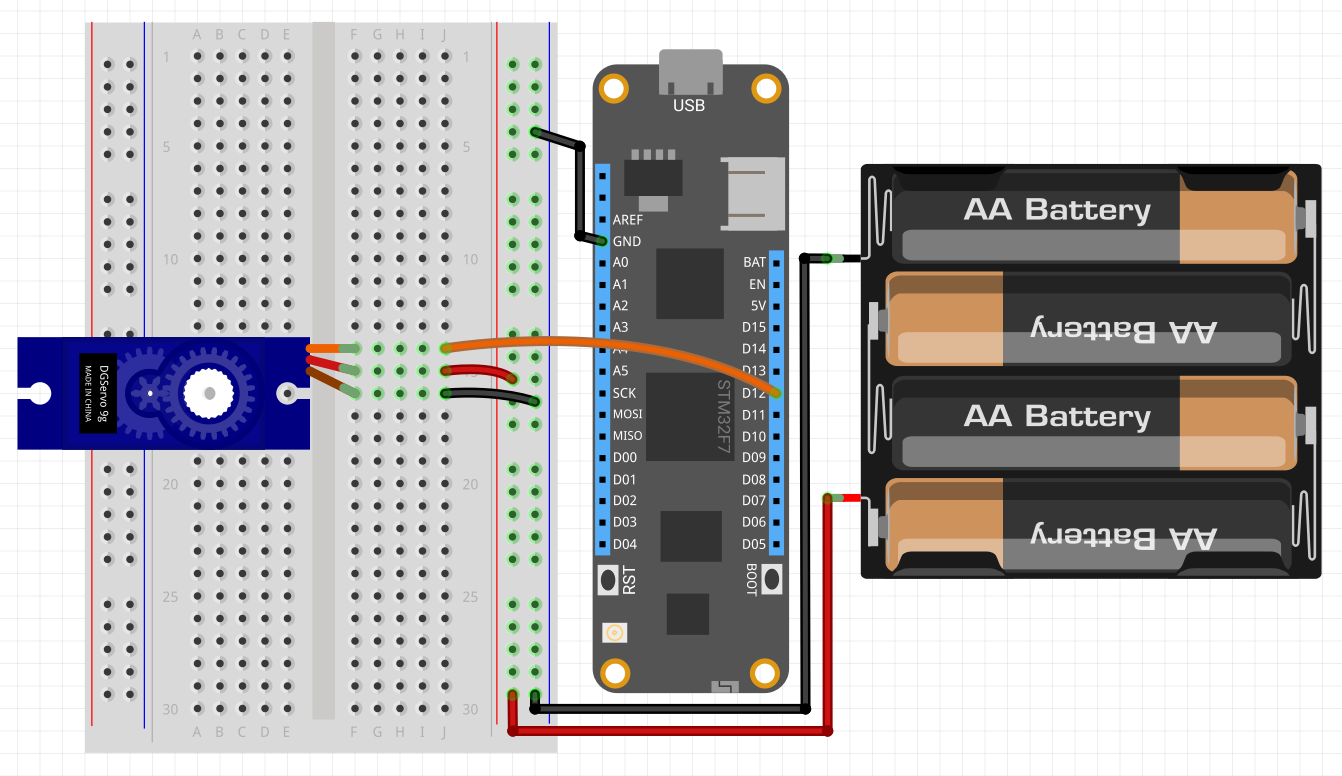 A B C D E F G H I J
1 1
5 5
10 10
15
20 20
25 25
30 30
A B C D E F G H I J
DGServo 9g
MADE IN CHINA
USB
AREF
GND
A0
A1
A2
A3
A4
A5
SCK
MOSI
MISO
D00
D01
D02
D03
D04
BAT
EN
5V
D15
D14
D13
D12
D11
D10
D09
D08
D07
D06
D05
STM32F7
RST
BOOT
AA Battery
AA Battery
AA Battery
AA Battery